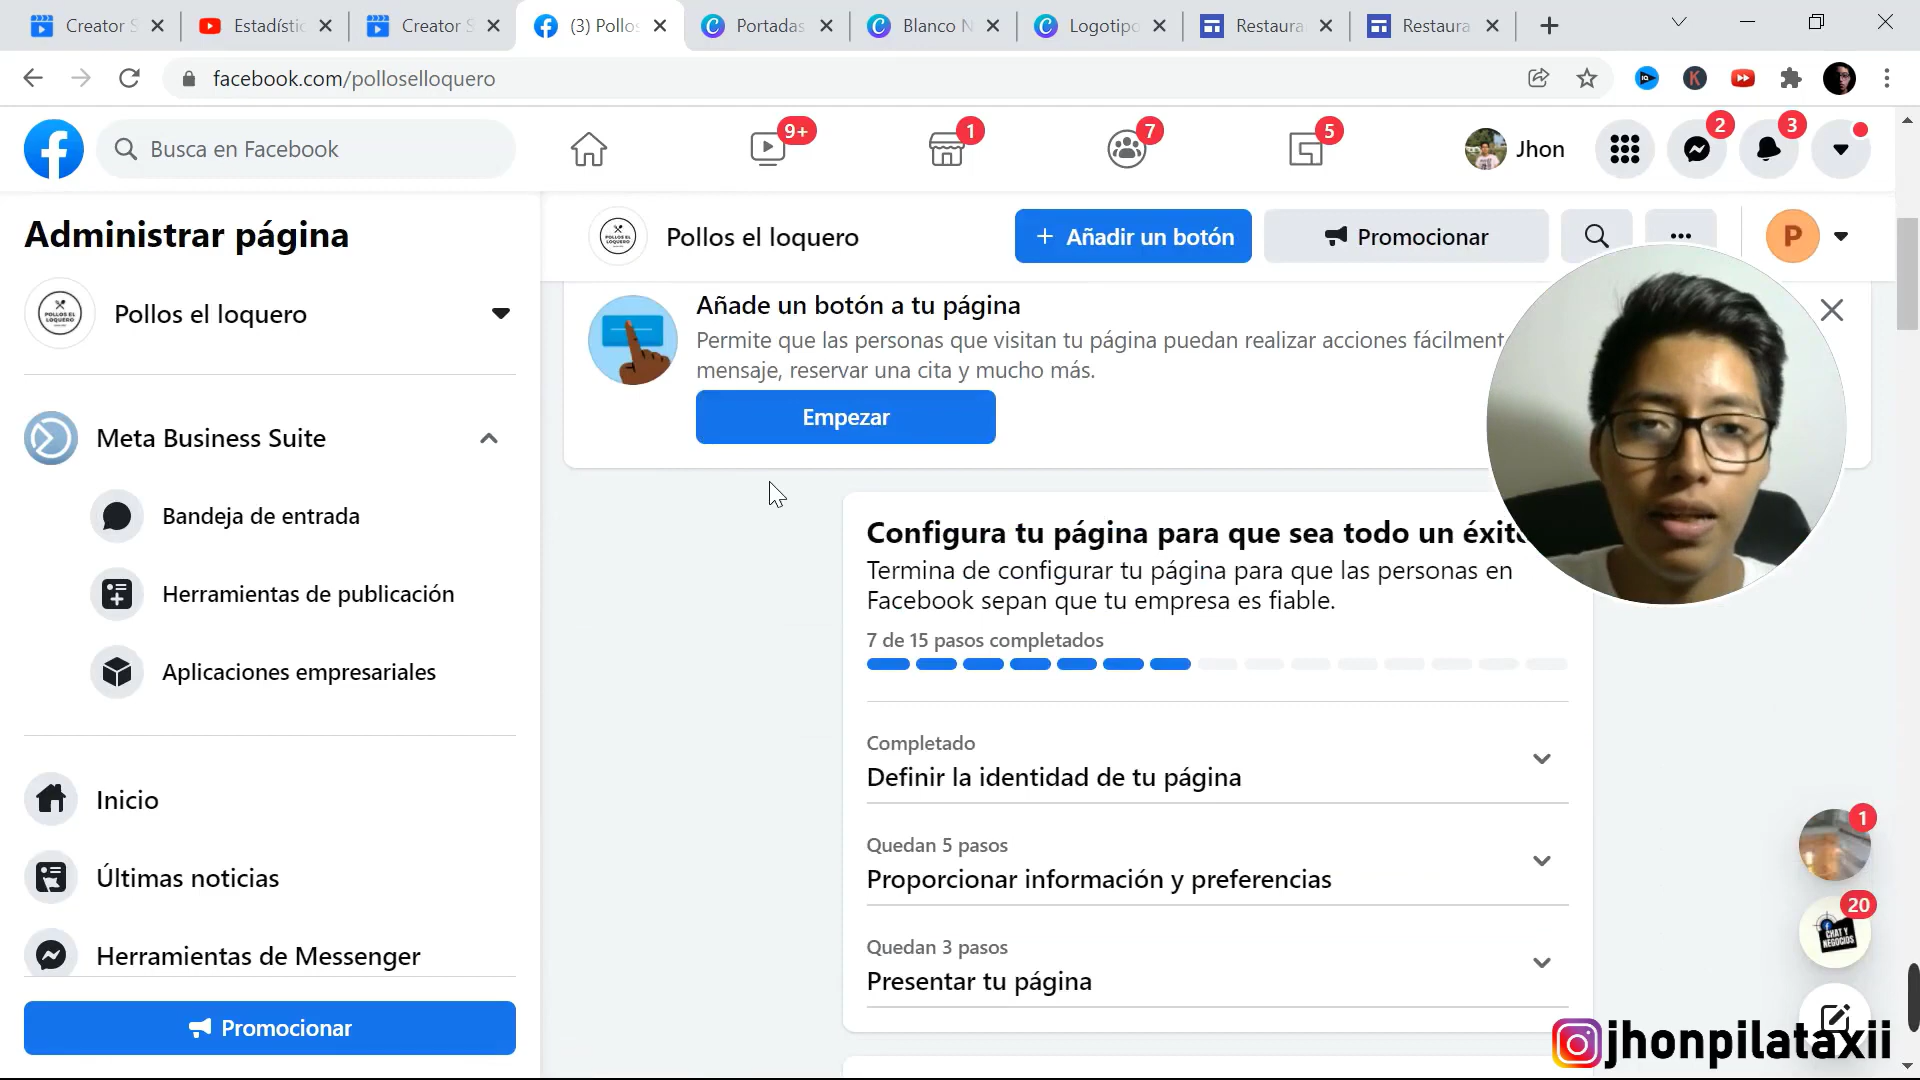 Creator S
Estadístic
Creator S
(3) Pollos
Portadas
Blanco N
Logotipo
Restaura
Restaura
facebook.com/polloselloquero
Busca en Facebook
9+
1
7
5
Jhon
2
3
Administrar página
Pollos el loquero
Meta Business Suite
Bandeja de entrada
Herramientas de publicación
Aplicaciones empresariales
Inicio
Últimas noticias
Herramientas de Messenger
Promocionar
POLLOS EL
LOQUERO
Pollos el loquero
+ Añadir un botón
Promocionar
P
Añade un botón a tu página
Permite que las personas que visitan tu página puedan realizar acciones fácilment
mensaje, reservar una cita y mucho más.
Empezar
Configura tu página para que sea todo un éxito
Termina de configurar tu página para que las personas en
Facebook sepan que tu empresa es fiable.
7 de 15 pasos completados
Completado
Definir la identidad de tu página
Quedan 5 pasos
Proporcionar información y preferencias
Quedan 3 pasos
Presentar tu página
1
20
CHAT Y
NEGOCIOS
jhonpilataxii